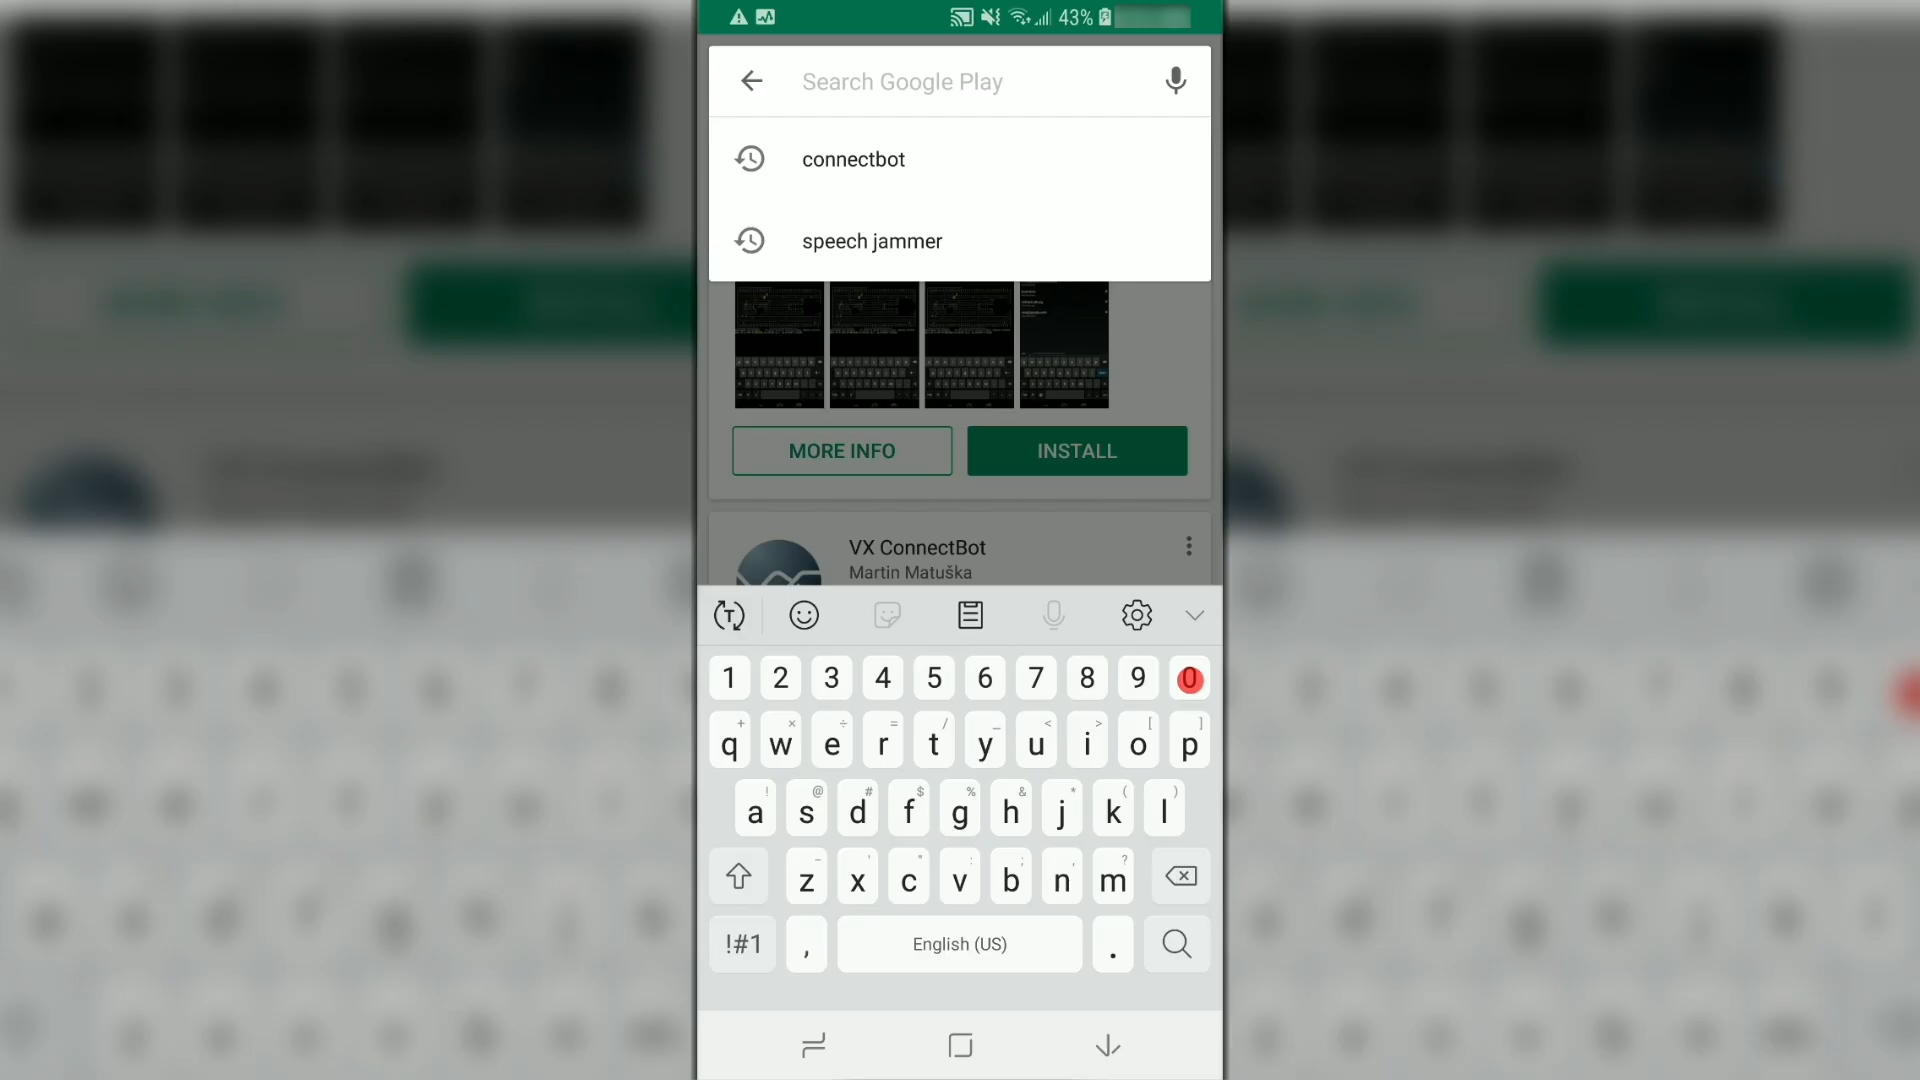 43%
Search Google Play
connectbot
speech jammer
MORE INFO
INSTALL
VX ConnectBot
Martin Matuška
1 2 3 4 5 6 7 8 9 0
+ × ÷ = / _ < > [ ]
q w e r t y u i o p
! @ # $ % & * ( )
a s d f g h j k l
- ' " : ; , ?
z x c v b n m
!#1 , English (US) .